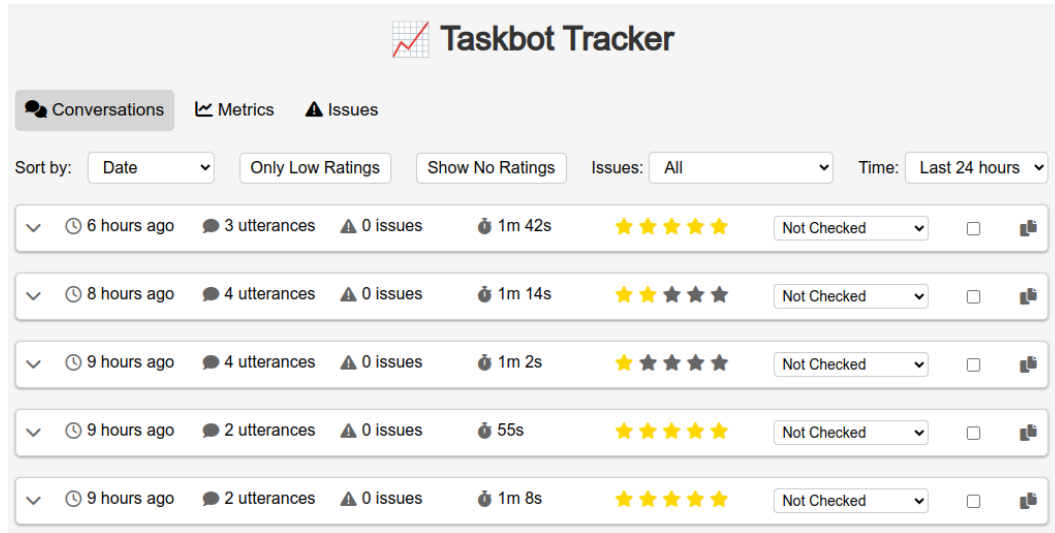 Taskbot Tracker
Conversations Metrics Issues
Sort by: Date Only Low Ratings Show No Ratings Issues: All Time: Last 24 hours
6 hours ago 3 utterances 0 issues 1m 42s Not Checked
8 hours ago 4 utterances 0 issues 1m 14s Not Checked
9 hours ago 4 utterances 0 issues 1m 2s Not Checked
9 hours ago 2 utterances 0 issues 55s Not Checked
9 hours ago 2 utterances 0 issues 1m 8s Not Checked